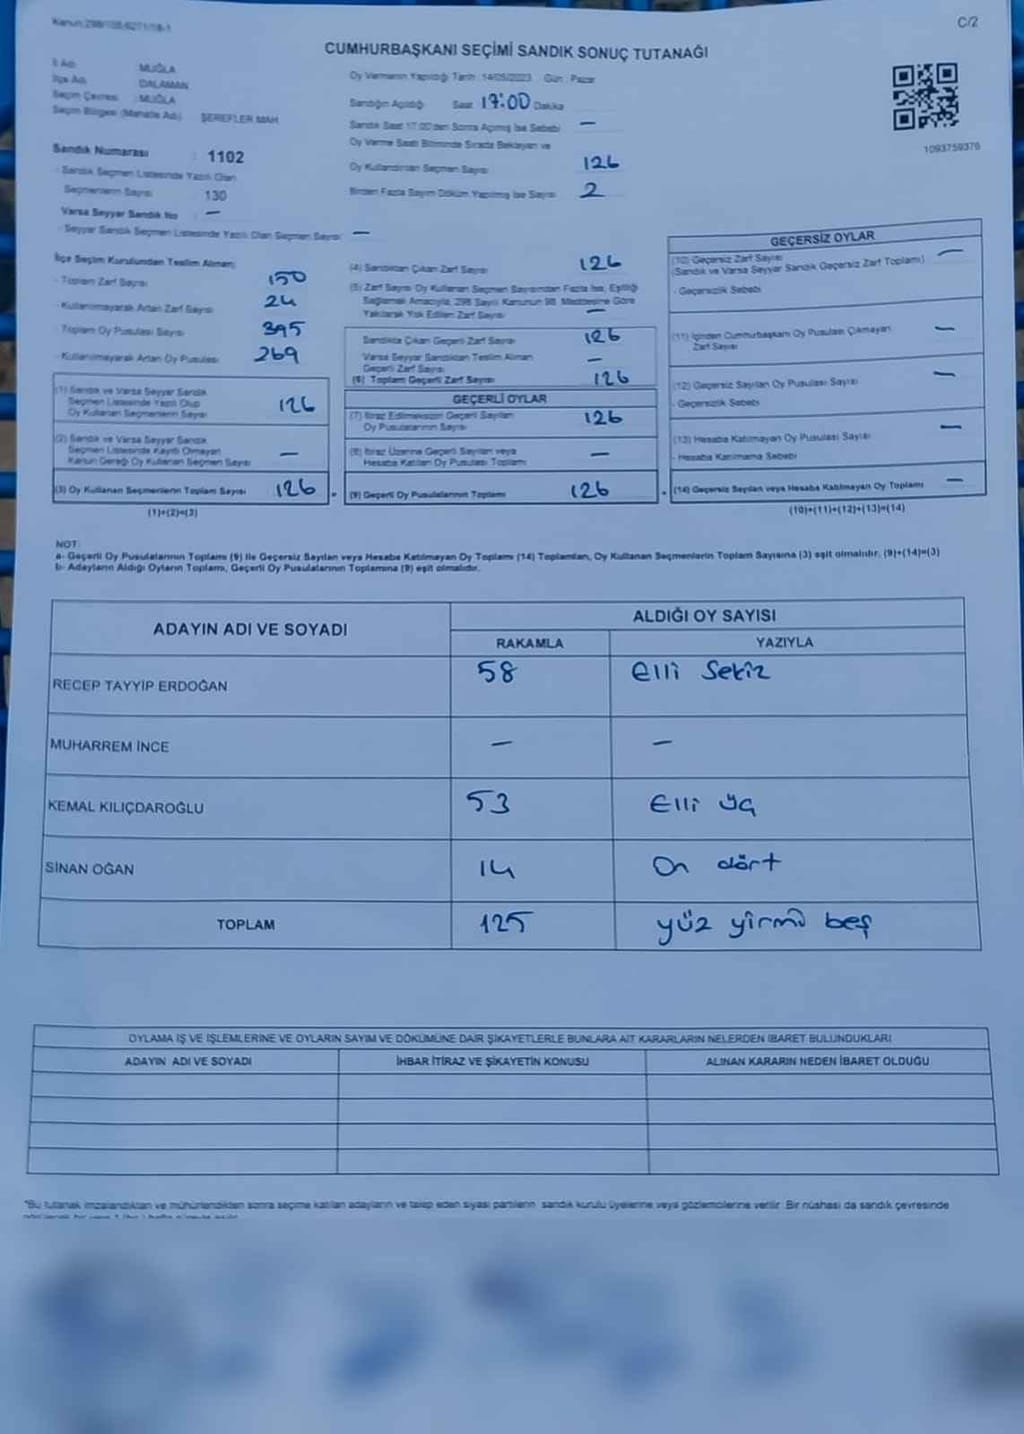 Kanun:298/105-6271/18-1
C/2
CUMHURBAŞKANI SEÇİMİ SANDIK SONUÇ TUTANAĞI
İl Adı MUĞLA
İlçe Adı DALAMAN
Seçim Çevresi : MUĞLA
Seçim Bölgesi (Mahalle Adı) ŞEREFLER MAH
Sandık Numarası : 1102
- Sandık Seçmen Listesinde Yazılı Olan
Seçmenlerin Sayısı 130
Varsa Seyyar Sandık No : —
- Seyyar Sandık Seçmen Listesinde Yazılı Olan Seçmen Sayısı —
Oy Vermenin Yapıldığı Tarih : 14/05/2023 Gün : Pazar
Sandığın Açıldığı Saat 17:00 Dakika
Sandık Saat 17:00'den Sonra Açılmış İse Sebebi —
Oy Verme Saati Bitiminde Sırada Bekleyen ve
Oy Kullandırılan Seçmen Sayısı 126
Birden Fazla Sayım Döküm Yapılmış İse Sayısı 2
1093759376
İlçe Seçim Kurulundan Teslim Alınan;
- Toplam Zarf Sayısı 150
- Kullanılmayarak Artan Zarf Sayısı 24
- Toplam Oy Pusulası Sayısı 395
- Kullanılmayarak Artan Oy Pusulası 269
(1) Sandık ve Varsa Seyyar Sandık
Seçmen Listesinde Yazılı Olup
Oy Kullanan Seçmenlerin Sayısı 126
(2) Sandık ve Varsa Seyyar Sandık
Seçmen Listesinde Kayıtlı Olmayan
Kanun Gereği Oy Kullanan Seçmen Sayısı —
(3) Oy Kullanan Seçmenlerin Toplam Sayısı 126
(1)+(2)=(3)
(4) Sandıktan Çıkan Zarf Sayısı 126
(5) Zarf Sayısı Oy Kullanan Seçmen Sayısından Fazla İse, Eşitliği
Sağlamak Amacıyla, 298 Sayılı Kanunun 98. Maddesine Göre
Yakılarak Yok Edilen Zarf Sayısı —
Sandıkta Çıkan Geçerli Zarf Sayısı 126
Varsa Seyyar Sandıktan Teslim Alınan
Geçerli Zarf Sayısı —
(6) Toplam Geçerli Zarf Sayısı 126
GEÇERLİ OYLAR
(7) İtiraz Edilmeksizin Geçerli Sayılan
Oy Pusulalarının Sayısı 126
(8) İtiraz Üzerine Geçerli Sayılan veya
Hesaba Katılan Oy Pusulası Toplamı —
(9) Geçerli Oy Pusulalarının Toplamı 126
GEÇERSİZ OYLAR
(10) Geçersiz Zarf Sayısı —
(Sandık ve Varsa Seyyar Sandık Geçersiz Zarf Toplamı)
- Geçersizlik Sebebi
(11) İçinden Cumhurbaşkanı Oy Pusulası Çıkmayan —
Zarf Sayısı
(12) Geçersiz Sayılan Oy Pusulası Sayısı —
- Geçersizlik Sebebi
(13) Hesaba Katılmayan Oy Pusulası Sayısı —
- Hesaba Katılmama Sebebi
(14) Geçersiz Sayılan veya Hesaba Katılmayan Oy Toplamı —
(10)+(11)+(12)+(13)=(14)
NOT:
a- Geçerli Oy Pusulalarının Toplamı (9) ile Geçersiz Sayılan veya Hesaba Katılmayan Oy Toplamı (14) Toplamları, Oy Kullanan Seçmenlerin Toplam Sayısına (3) eşit olmalıdır. (9)+(14)=(3)
b- Adayların Aldığı Oyların Toplamı, Geçerli Oy Pusulalarının Toplamına (9) eşit olmalıdır.
ADAYIN ADI VE SOYADI
ALDIĞI OY SAYISI
RAKAMLA YAZIYLA
RECEP TAYYİP ERDOĞAN 58 Elli Sekiz
MUHARREM İNCE — —
KEMAL KILIÇDAROĞLU 53 Elli üç
SİNAN OĞAN 14 On dört
TOPLAM 125 yüz yirmi beş
OYLAMA İŞ VE İŞLEMLERİNE VE OYLARIN SAYIM VE DÖKÜMÜNE DAİR ŞİKAYETLERLE BUNLARA AİT KARARLARIN NELERDEN İBARET BULUNDUKLARI
ADAYIN ADI VE SOYADI İHBAR İTİRAZ VE ŞİKAYETİN KONUSU ALINAN KARARIN NEDEN İBARET OLDUĞU
*Bu tutanak imzalandıktan ve mühürlendikten sonra seçime katılan adayların ve talep eden siyasi partilerin sandık kurulu üyelerine veya gözlemcilerine verilir. Bir nüshası da sandık çevresinde